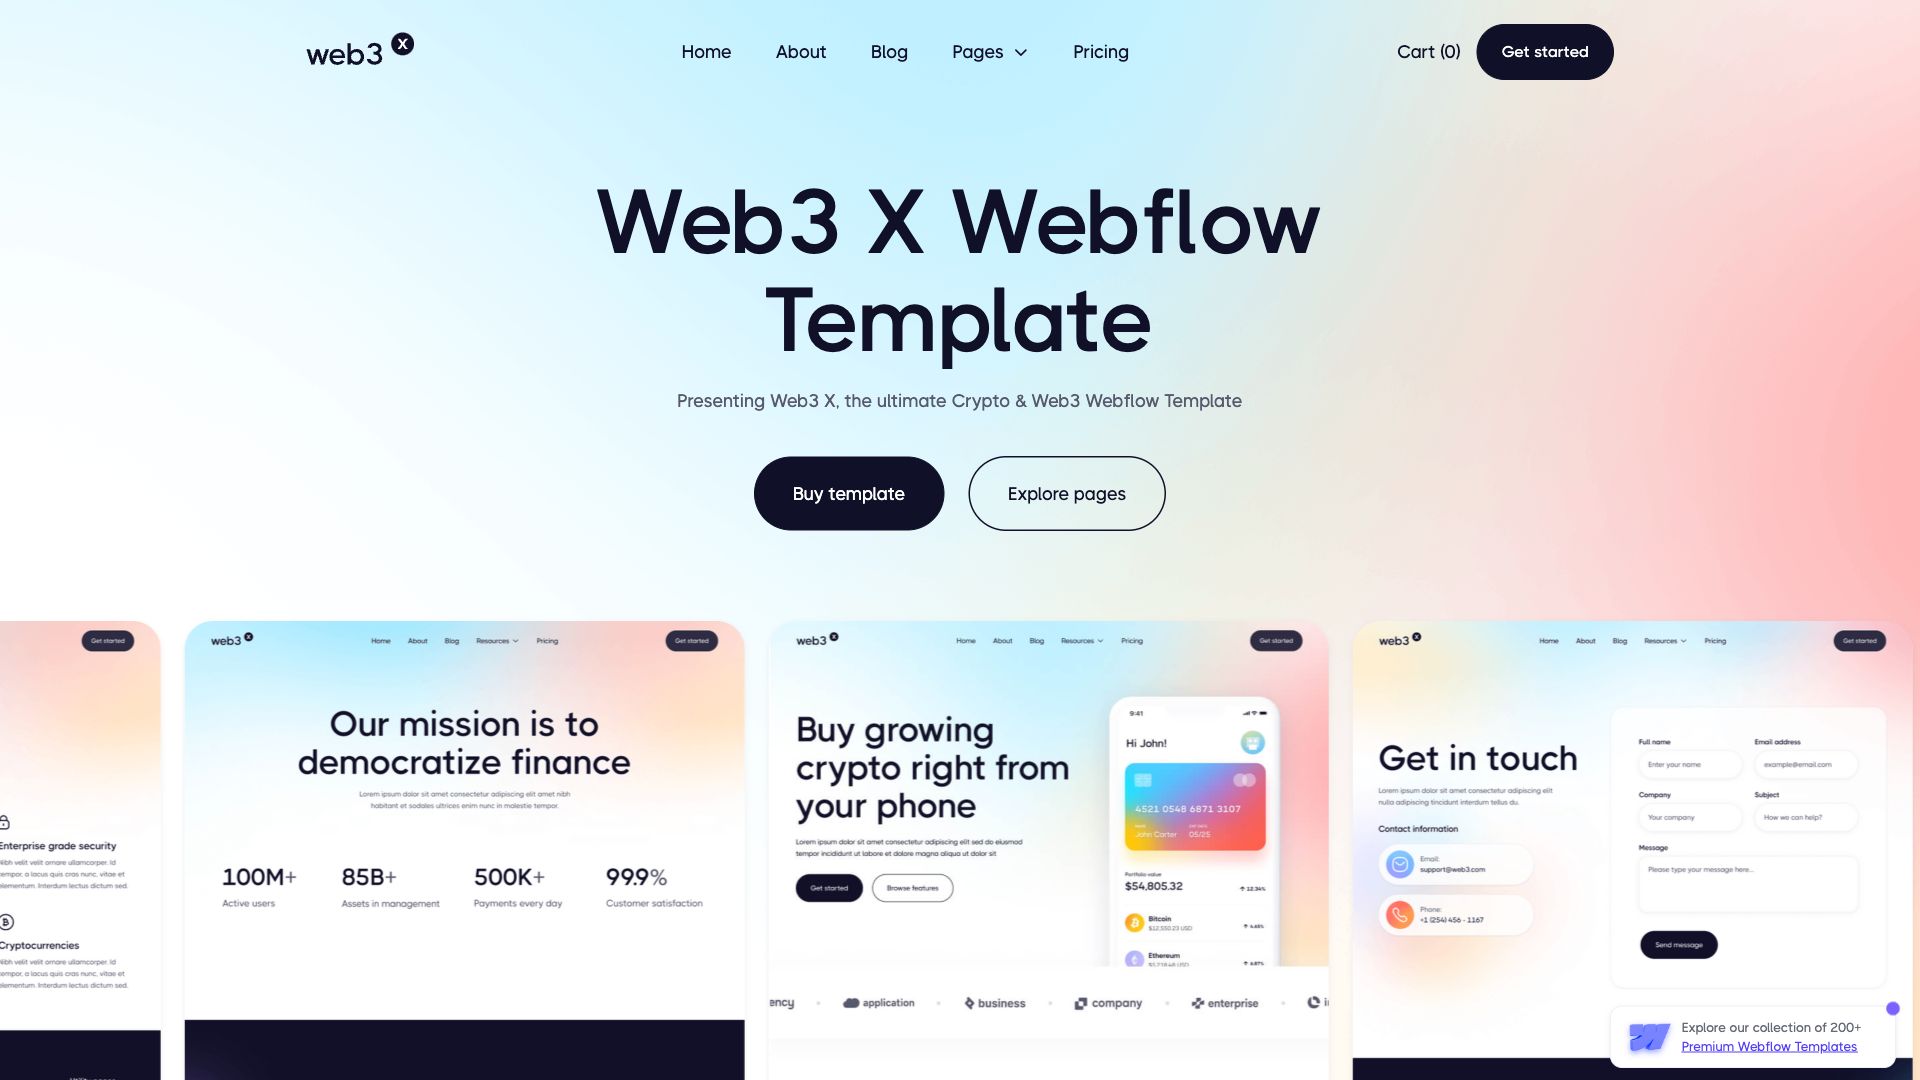 web3 X
Home About Blog Pages Pricing
Cart (0) Get started
Web3 X Webflow
Template
Presenting Web3 X, the ultimate Crypto & Web3 Webflow Template
Buy template Explore pages
Get started
Enterprise grade security
Nibh velit velit ornare ullamcorper. Id
tempor, a lacus quis cras nunc, vitae et
elementum. Interdum lectus dictum sed.
Cryptocurrencies
Nibh velit velit ornare ullamcorper. Id
tempor, a lacus quis cras nunc, vitae et
elementum. Interdum lectus dictum sed.
web3 X
Home About Blog Resources Pricing
Get started
Our mission is to
democratize finance
Lorem ipsum dolor sit amet consectetur adipiscing elit amet nibh
habitant et sodales ultrices enim nunc in molestie tempor.
100M+ 85B+ 500K+ 99.9%
Active users Assets in management Payments every day Customer satisfaction
web3 X
Home About Blog Resources Pricing
Get started
Buy growing
crypto right from
your phone
Lorem ipsum dolor sit amet consectetur adipiscing elit sed do eiusmod
tempor incididunt ut labore et dolore magna aliqua ut dolor sit
Get started Browse features
9:41
Hi John!
4521 0548 6871 3107
John Carter 05/25
Portfolio value
$54,805.32 12.34%
Bitcoin
$12,550.23 USD 4.65%
Ethereum
application business company enterprise
web3 X
Home About Blog Resources Pricing
Get started
Get in touch
Lorem ipsum dolor sit amet consectetur adipiscing elit
nulla adipiscing tincidunt interdum tellus du.
Contact information
Email:
support@web3.com
Phone:
+1 (254) 456 - 1167
Full name Email address
Enter your name example@email.com
Company Subject
Your company How we can help?
Message
Please type your message here...
Send message
Explore our collection of 200+
Premium Webflow Templates